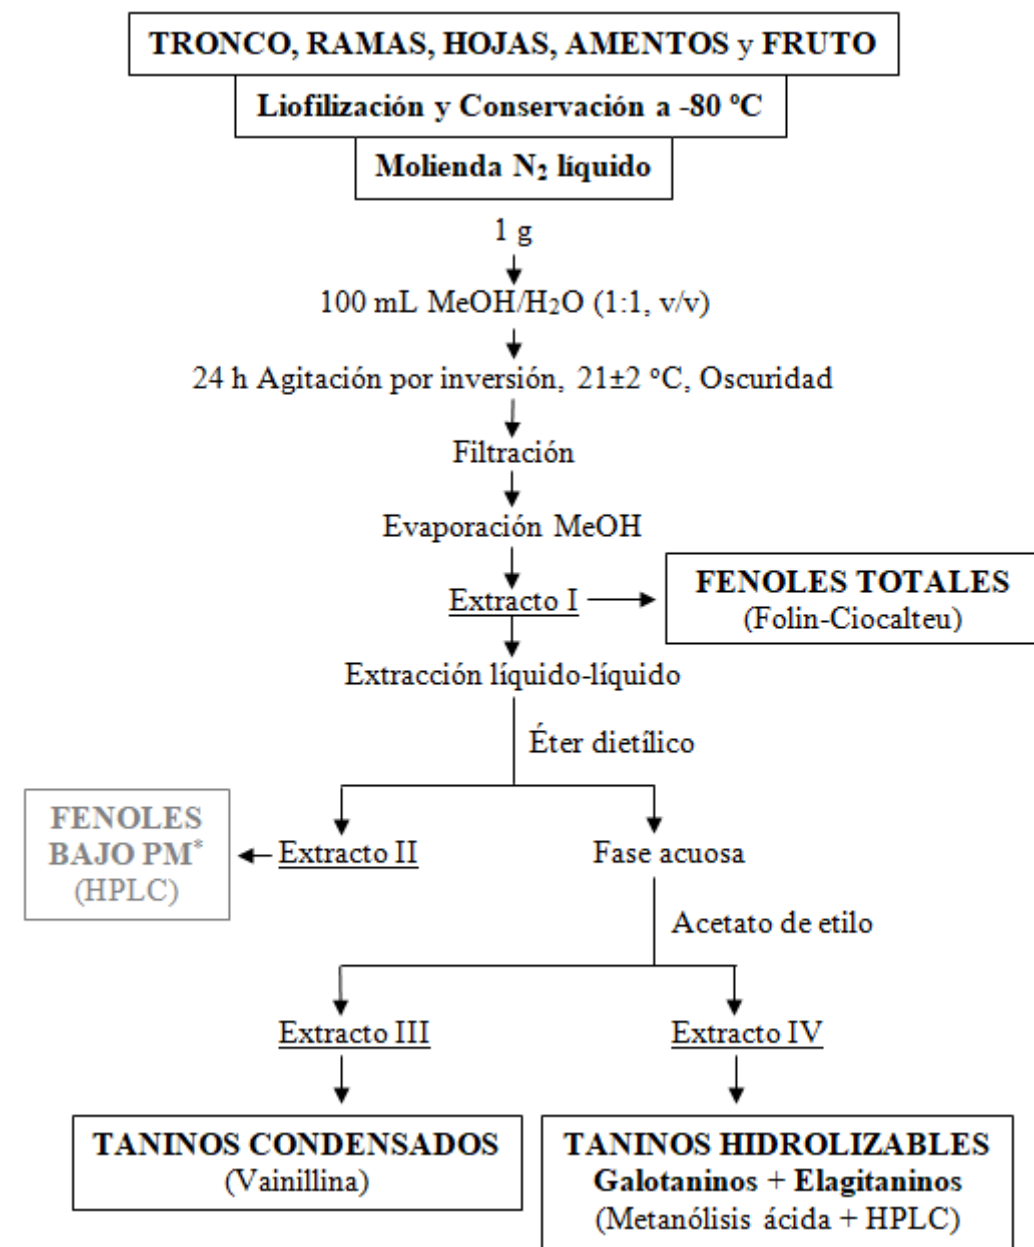 TRONCO, RAMAS, HOJAS, AMENTOS y FRUTO
Liofilización y Conservación a -80 ºC
Molienda N₂ líquido
1 g
100 mL MeOH/H₂O (1:1, v/v)
24 h Agitación por inversión, 21±2 ºC, Oscuridad
Filtración
Evaporación MeOH
Extracto I
FENOLES TOTALES
(Folin-Ciocalteu)
Extracción líquido-líquido
Éter dietílico
FENOLES
BAJO PM*
(HPLC)
Extracto II
Fase acuosa
Acetato de etilo
Extracto III
Extracto IV
TANINOS CONDENSADOS
(Vainillina)
TANINOS HIDROLIZABLES
Galotaninos + Elagitaninos
(Metanólisis ácida + HPLC)